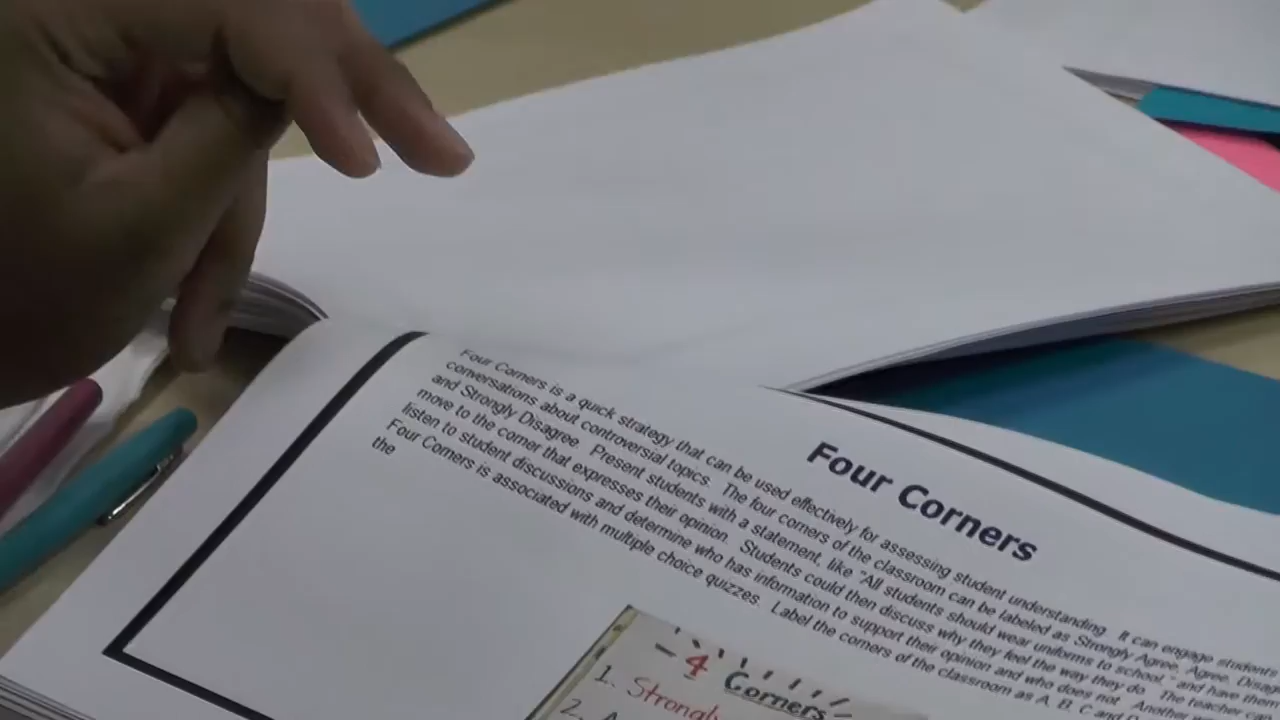 Four Corners
Four Corners is a quick strategy that can be used effectively for assessing student understanding. It can engage students
conversations about controversial topics. The four corners of the classroom can be labeled as Strongly Agree, Agree, Disag
and Strongly Disagree. Present students with a statement, like "All students should wear uniforms to school," and have them
move to the corner that expresses their opinion. Students could then discuss why they feel the way they do. The teacher can
listen to student discussions and determine who has information to support their opinion and who does not. Another
Four Corners is associated with multiple choice quizzes. Label the corners of the classroom as A, B, C and
the
4 Corners
1. Strongly
2. A